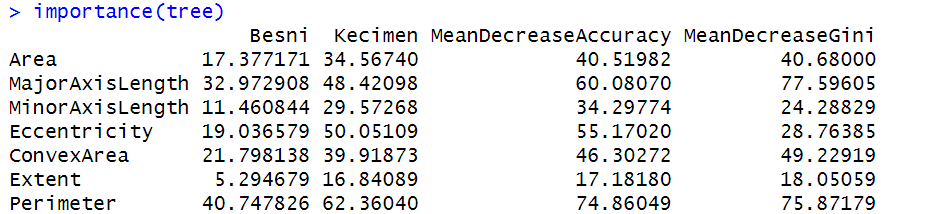 > importance(tree)
Besni Kecimen MeanDecreaseAccuracy MeanDecreaseGini
Area 17.377171 34.56740 40.51982 40.68000
MajorAxisLength 32.972908 48.42098 60.08070 77.59605
MinorAxisLength 11.460844 29.57268 34.29774 24.28829
Eccentricity 19.036579 50.05109 55.17020 28.76385
ConvexArea 21.798138 39.91873 46.30272 49.22919
Extent 5.294679 16.84089 17.18180 18.05059
Perimeter 40.747826 62.36040 74.86049 75.87179